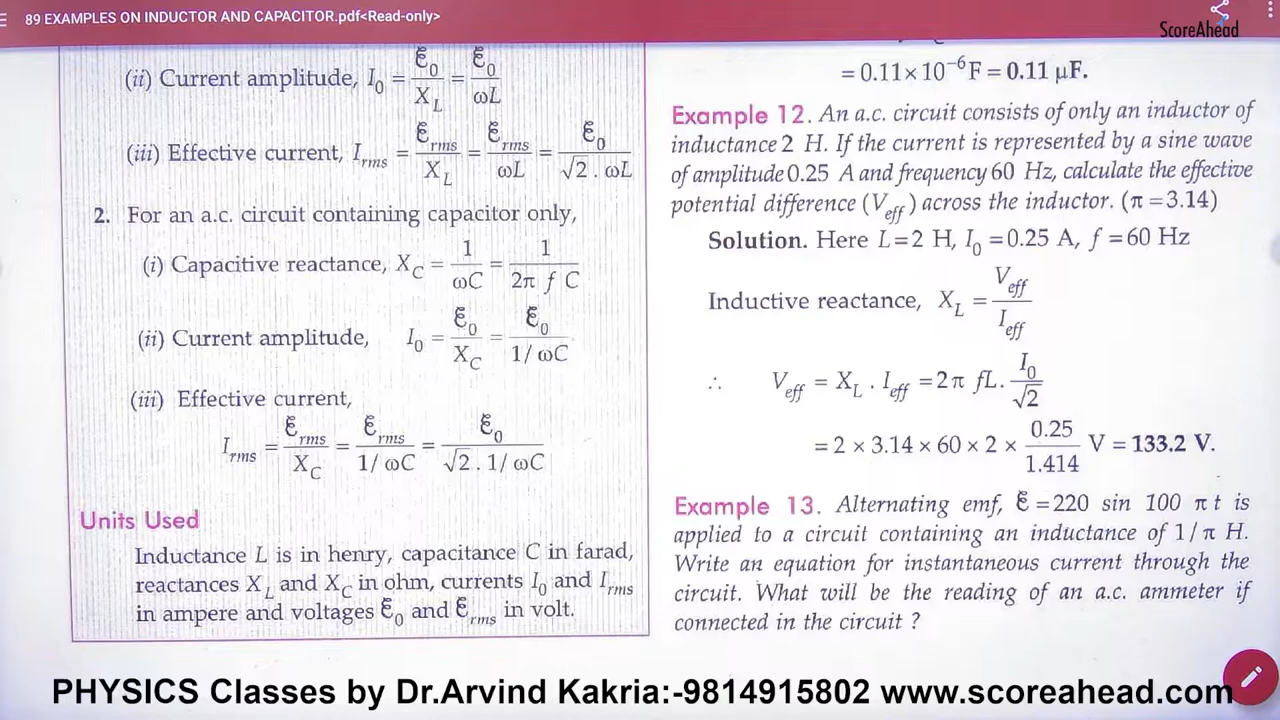 89 EXAMPLES ON INDUCTOR AND CAPACITOR.pdf<Read-only>
ScoreAhead
(ii) Current amplitude, I₀ = ℰ₀/X_L = ℰ₀/ωL
(iii) Effective current, I_rms = ℰ_rms/X_L = ℰ_rms/ωL = ℰ₀/√2 . ωL
2. For an a.c. circuit containing capacitor only,
(i) Capacitive reactance, X_C = 1/ωC = 1/2π f C
(ii) Current amplitude, I₀ = ℰ₀/X_C = ℰ₀/1/ωC
(iii) Effective current,
I_rms = ℰ_rms/X_C = ℰ_rms/1/ωC = ℰ₀/√2 . 1/ωC
Units Used
Inductance L is in henry, capacitance C in farad,
reactances X_L and X_C in ohm, currents I₀ and I_rms
in ampere and voltages ℰ₀ and ℰ_rms in volt.
= 0.11×10⁻⁶F = 0.11 μF.
Example 12. An a.c. circuit consists of only an inductor of
inductance 2 H. If the current is represented by a sine wave
of amplitude 0.25 A and frequency 60 Hz, calculate the effective
potential difference (V_eff) across the inductor. (π = 3.14)
Solution. Here L = 2 H, I₀ = 0.25 A, f = 60 Hz
Inductive reactance, X_L = V_eff/I_eff
∴ V_eff = X_L . I_eff = 2π fL. I₀/√2
= 2 × 3.14 × 60 × 2 × 0.25/1.414 V = 133.2 V.
Example 13. Alternating emf, ℰ = 220 sin 100 π t is
applied to a circuit containing an inductance of 1/π H.
Write an equation for instantaneous current through the
circuit. What will be the reading of an a.c. ammeter if
connected in the circuit ?
PHYSICS Classes by Dr.Arvind Kakria:-9814915802 www.scoreahead.com